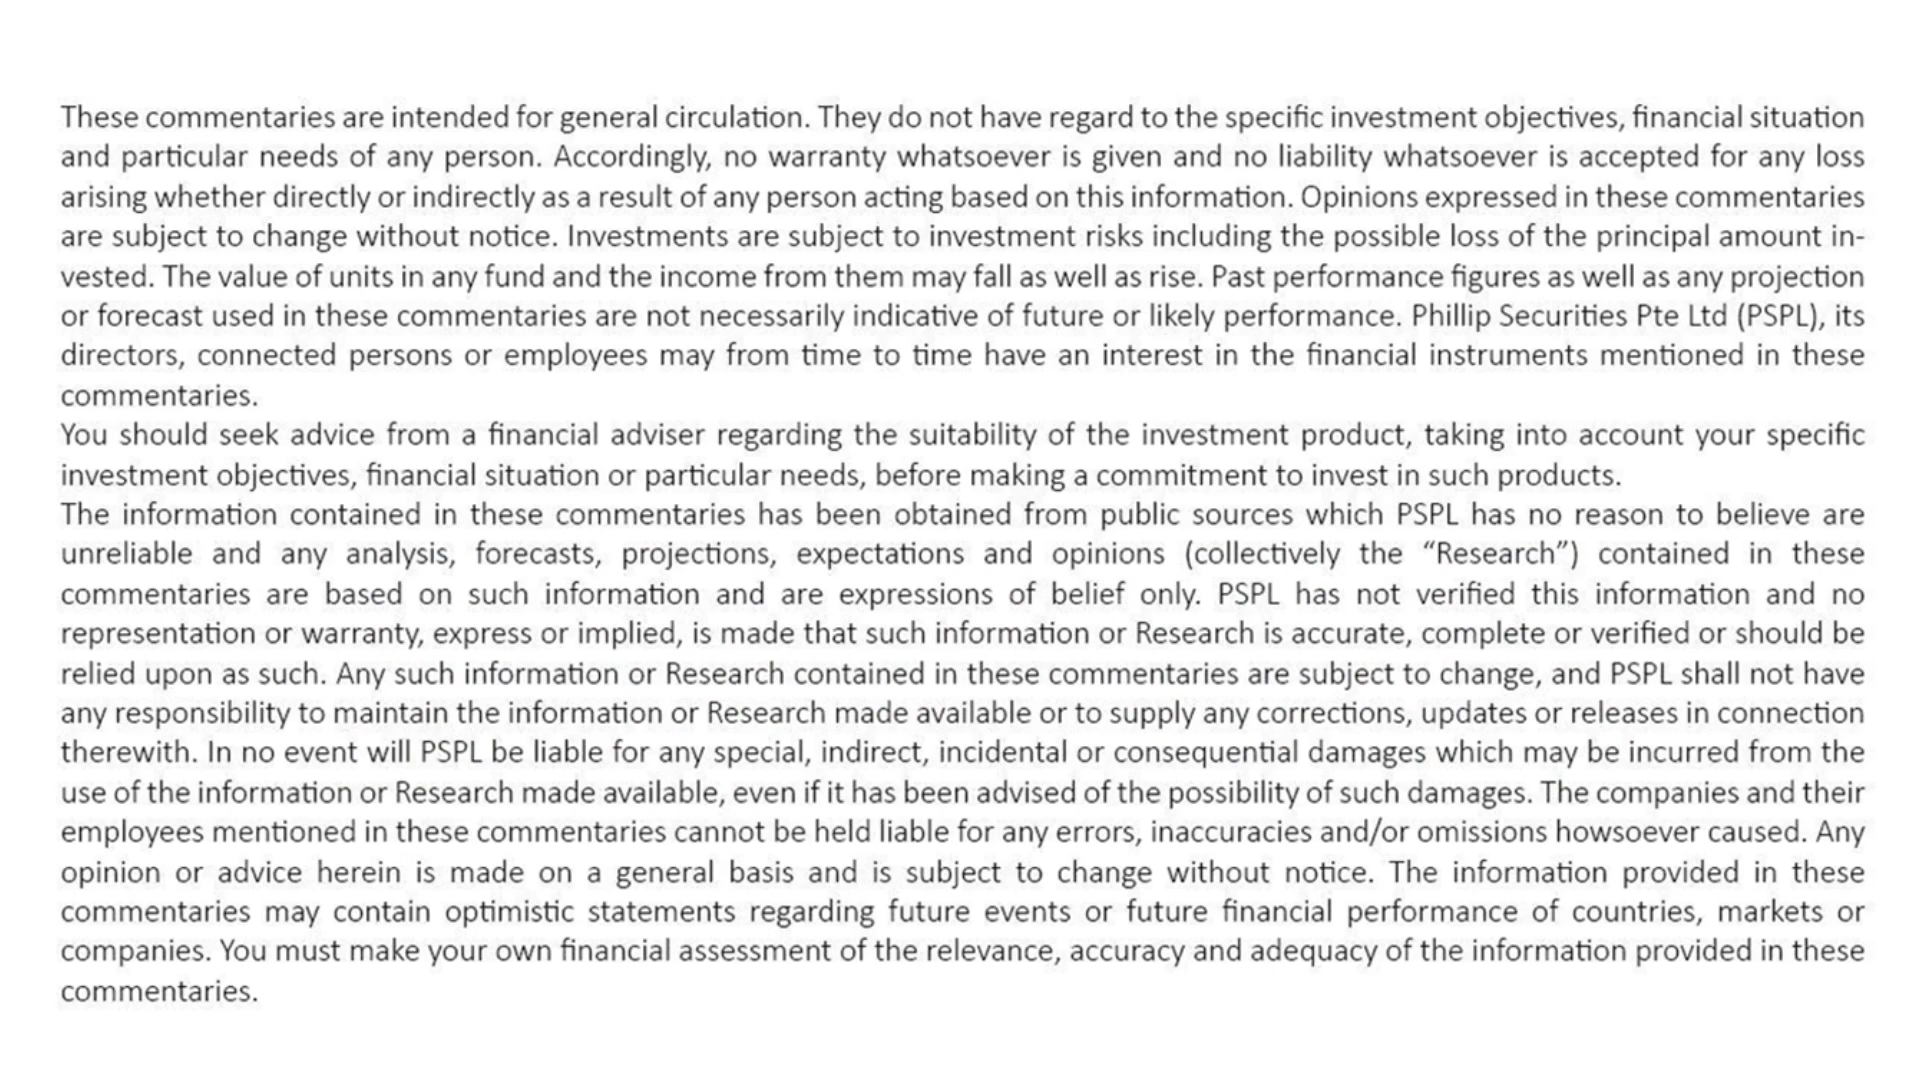 These commentaries are intended for general circulation. They do not have regard to the specific investment objectives, financial situation
and particular needs of any person. Accordingly, no warranty whatsoever is given and no liability whatsoever is accepted for any loss
arising whether directly or indirectly as a result of any person acting based on this information. Opinions expressed in these commentaries
are subject to change without notice. Investments are subject to investment risks including the possible loss of the principal amount in-
vested. The value of units in any fund and the income from them may fall as well as rise. Past performance figures as well as any projection
or forecast used in these commentaries are not necessarily indicative of future or likely performance. Phillip Securities Pte Ltd (PSPL), its
directors, connected persons or employees may from time to time have an interest in the financial instruments mentioned in these
commentaries.
You should seek advice from a financial adviser regarding the suitability of the investment product, taking into account your specific
investment objectives, financial situation or particular needs, before making a commitment to invest in such products.
The information contained in these commentaries has been obtained from public sources which PSPL has no reason to believe are
unreliable and any analysis, forecasts, projections, expectations and opinions (collectively the “Research”) contained in these
commentaries are based on such information and are expressions of belief only. PSPL has not verified this information and no
representation or warranty, express or implied, is made that such information or Research is accurate, complete or verified or should be
relied upon as such. Any such information or Research contained in these commentaries are subject to change, and PSPL shall not have
any responsibility to maintain the information or Research made available or to supply any corrections, updates or releases in connection
therewith. In no event will PSPL be liable for any special, indirect, incidental or consequential damages which may be incurred from the
use of the information or Research made available, even if it has been advised of the possibility of such damages. The companies and their
employees mentioned in these commentaries cannot be held liable for any errors, inaccuracies and/or omissions howsoever caused. Any
opinion or advice herein is made on a general basis and is subject to change without notice. The information provided in these
commentaries may contain optimistic statements regarding future events or future financial performance of countries, markets or
companies. You must make your own financial assessment of the relevance, accuracy and adequacy of the information provided in these
commentaries.